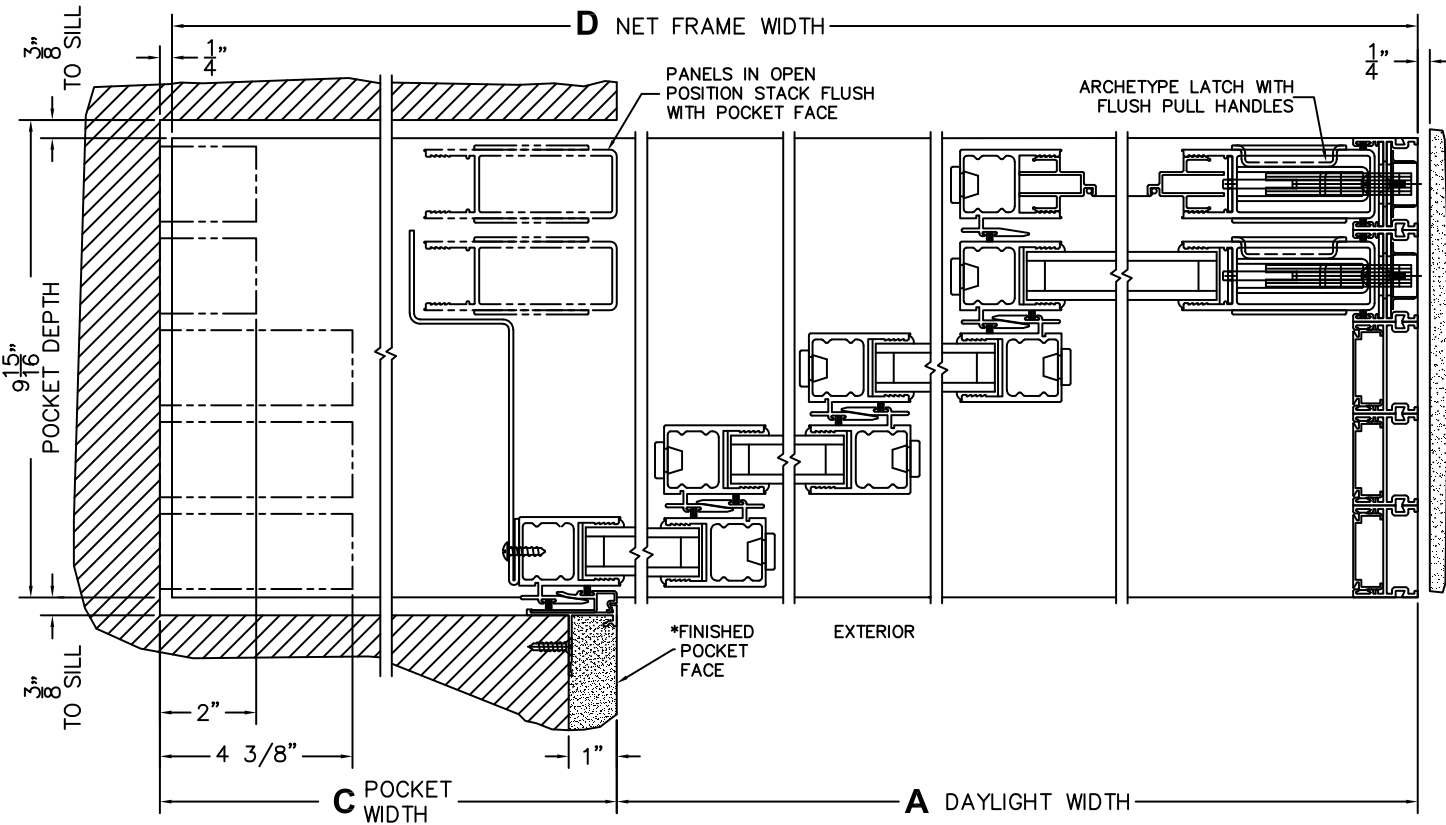 D NET FRAME WIDTH
3/8"
TO SILL
1/4"
1/4"
PANELS IN OPEN
POSITION STACK FLUSH
WITH POCKET FACE
ARCHETYPE LATCH WITH
FLUSH PULL HANDLES
9 15/16"
POCKET DEPTH
*FINISHED
POCKET
FACE
EXTERIOR
3/8"
TO SILL
2"
4 3/8"
1"
C POCKET
WIDTH
A DAYLIGHT WIDTH